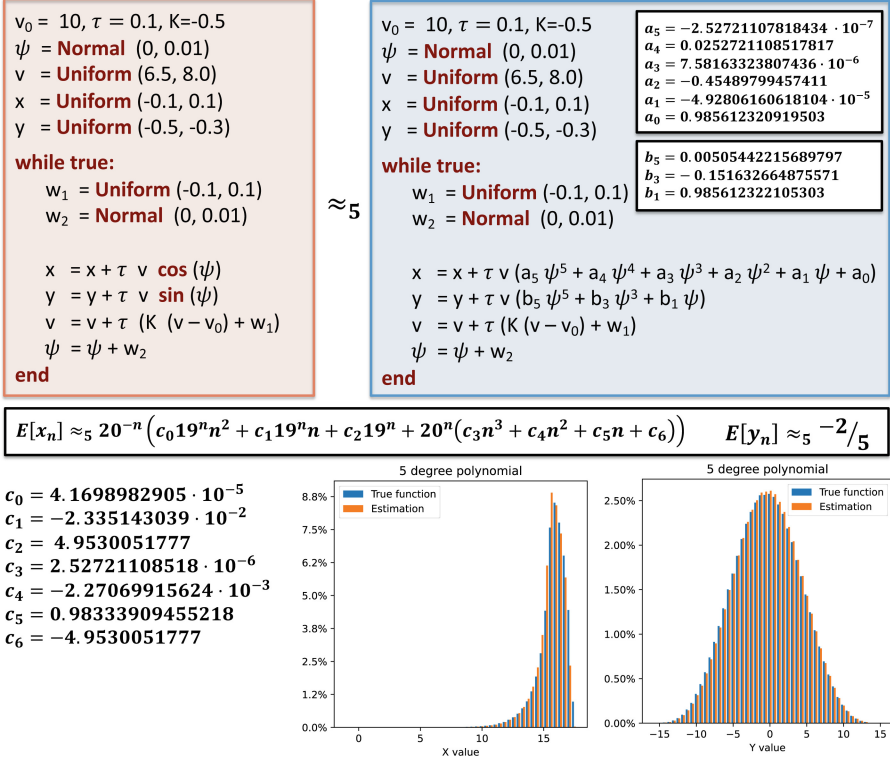 v₀ = 10, τ = 0.1, K=-0.5
ψ = Normal (0, 0.01)
v = Uniform (6.5, 8.0)
x = Uniform (-0.1, 0.1)
y = Uniform (-0.5, -0.3)
while true:
w₁ = Uniform (-0.1, 0.1)
w₂ = Normal (0, 0.01)
x = x + τ v cos (ψ)
y = y + τ v sin (ψ)
v = v + τ (K (v – v₀) + w₁)
ψ = ψ + w₂
end
≈₅
v₀ = 10, τ = 0.1, K=-0.5
ψ = Normal (0, 0.01)
v = Uniform (6.5, 8.0)
x = Uniform (-0.1, 0.1)
y = Uniform (-0.5, -0.3)
while true:
w₁ = Uniform (-0.1, 0.1)
w₂ = Normal (0, 0.01)
x = x + τ v (a₅ ψ⁵ + a₄ ψ⁴ + a₃ ψ³ + a₂ ψ² + a₁ ψ + a₀)
y = y + τ v (b₅ ψ⁵ + b₃ ψ³ + b₁ ψ)
v = v + τ (K (v – v₀) + w₁)
ψ = ψ + w₂
end
a₅ = −2.52721107818434 · 10⁻⁷
a₄ = 0.0252721108517817
a₃ = 7.58163323807436 · 10⁻⁶
a₂ = −0.45489799457411
a₁ = −4.92806160618104 · 10⁻⁵
a₀ = 0.985612320919503
b₅ = 0.00505442215689797
b₃ = −0.151632664875571
b₁ = 0.985612322105303
E[xₙ] ≈₅ 20⁻ⁿ (c₀19ⁿn² + c₁19ⁿn + c₂19ⁿ + 20ⁿ(c₃n³ + c₄n² + c₅n + c₆)) E[yₙ] ≈₅ −2/5
c₀ = 4.1698982905 · 10⁻⁵
c₁ = −2.335143039 · 10⁻²
c₂ = 4.9530051777
c₃ = 2.52721108518 · 10⁻⁶
c₄ = −2.27069915624 · 10⁻³
c₅ = 0.98333909455218
c₆ = −4.9530051777
5 degree polynomial
True function
Estimation
8.8%
7.5%
6.2%
5.0%
3.8%
2.5%
1.2%
0.0%
0 5 10 15
X value
5 degree polynomial
True function
Estimation
2.50%
2.00%
1.50%
1.00%
0.50%
0.00%
−15 −10 −5 0 5 10 15
Y value